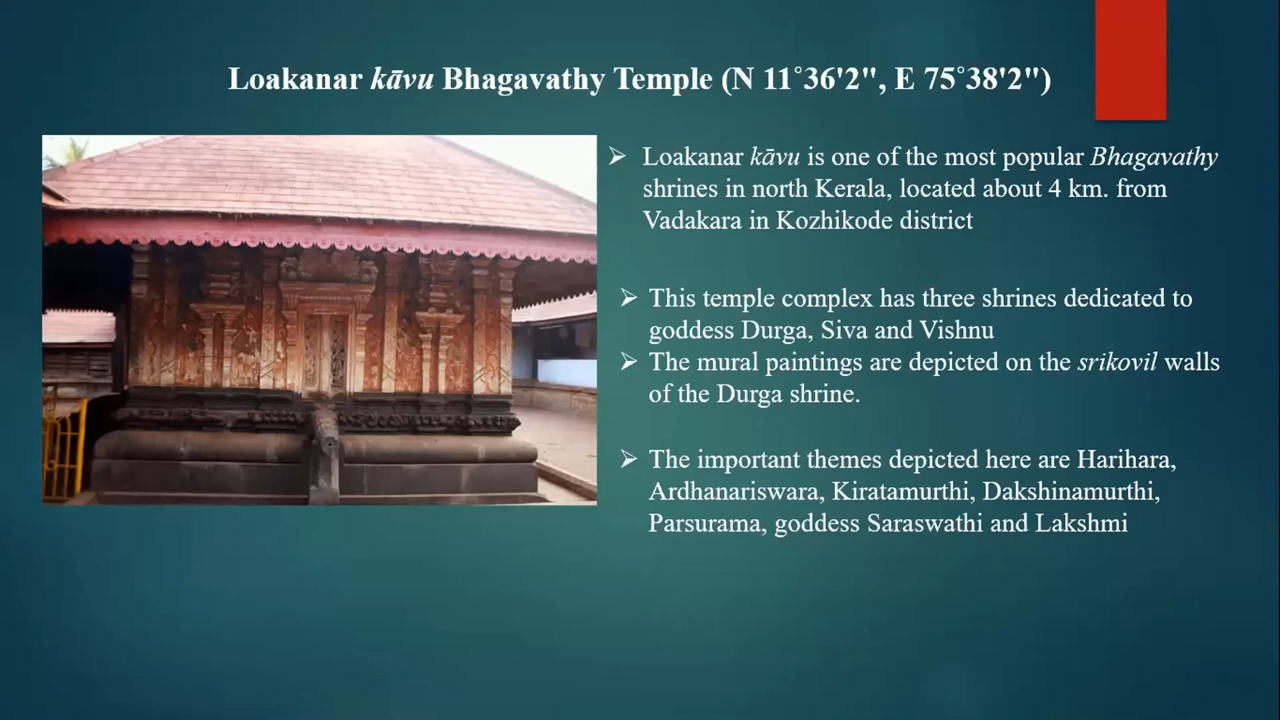 Loakanar kāvu Bhagavathy Temple (N 11˚36'2", E 75˚38'2")
➢ Loakanar kāvu is one of the most popular Bhagavathy
shrines in north Kerala, located about 4 km. from
Vadakara in Kozhikode district
➢ This temple complex has three shrines dedicated to
goddess Durga, Siva and Vishnu
➢ The mural paintings are depicted on the srikovil walls
of the Durga shrine.
➢ The important themes depicted here are Harihara,
Ardhanariswara, Kiratamurthi, Dakshinamurthi,
Parsurama, goddess Saraswathi and Lakshmi